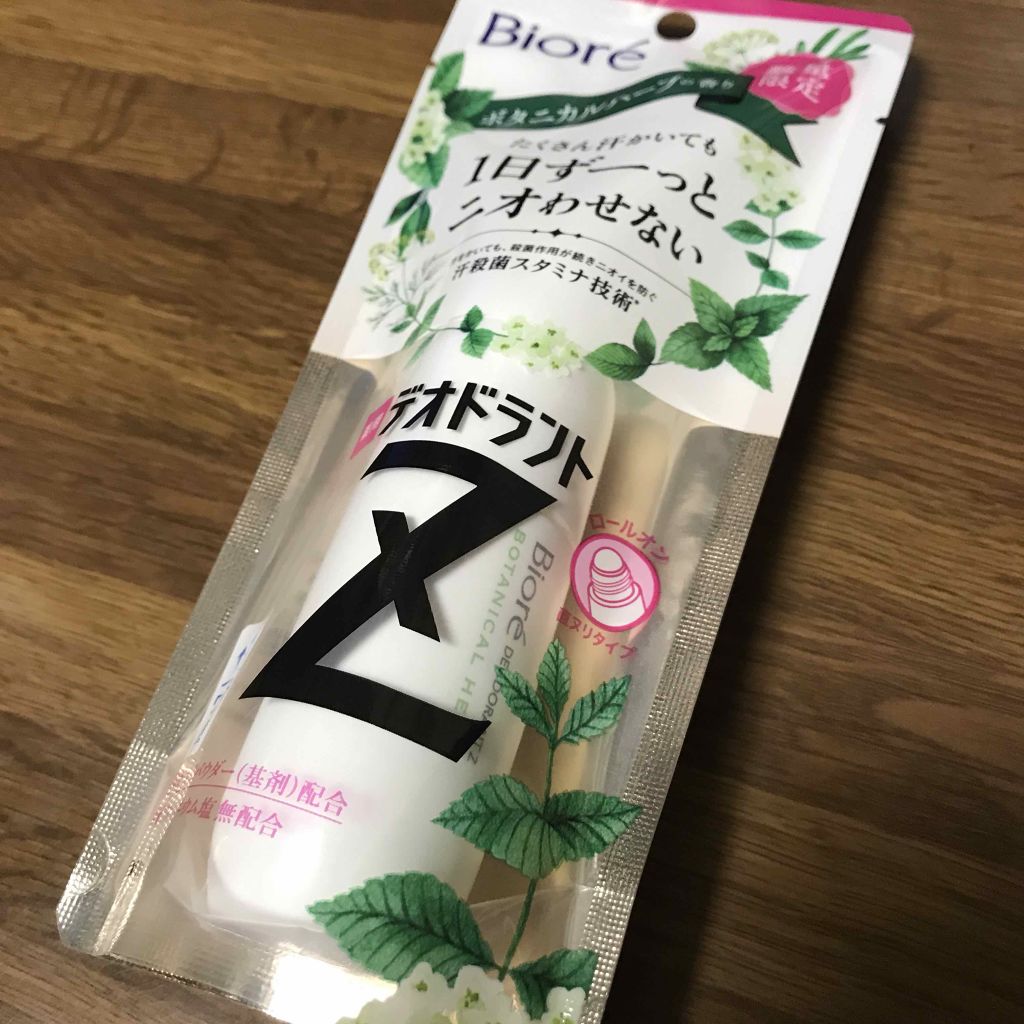 Bioré
ボタニカルハーブの香り
限定
たくさん汗かいても
1日ずーっと
ニオわせない
汗をかいても、殺菌作用が続きニオイを防ぐ
汗殺菌スタミナ技術*
デオドラント
Z
ロールオン
直ヌリタイプ
Bioré DEODORANT Z
BOTANICAL HE
パウダー(基剤)配合
ウム塩 無配合